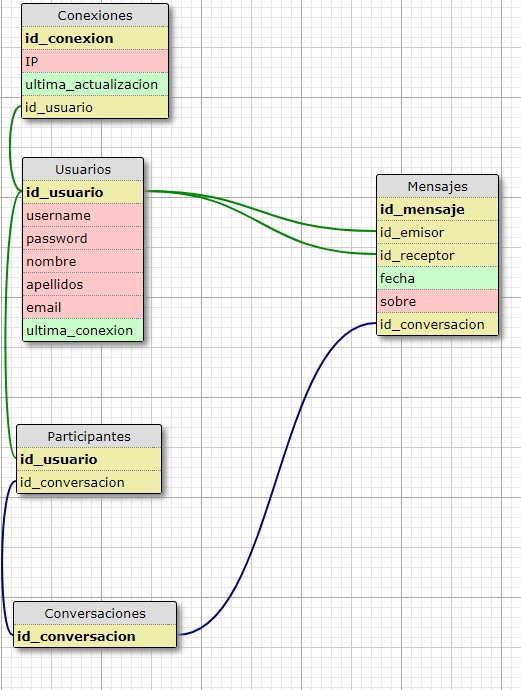 Conexiones
id_conexion
IP
ultima_actualizacion
id_usuario
Usuarios
id_usuario
username
password
nombre
apellidos
email
ultima_conexion
Mensajes
id_mensaje
id_emisor
id_receptor
fecha
sobre
id_conversacion
Participantes
id_usuario
id_conversacion
Conversaciones
id_conversacion